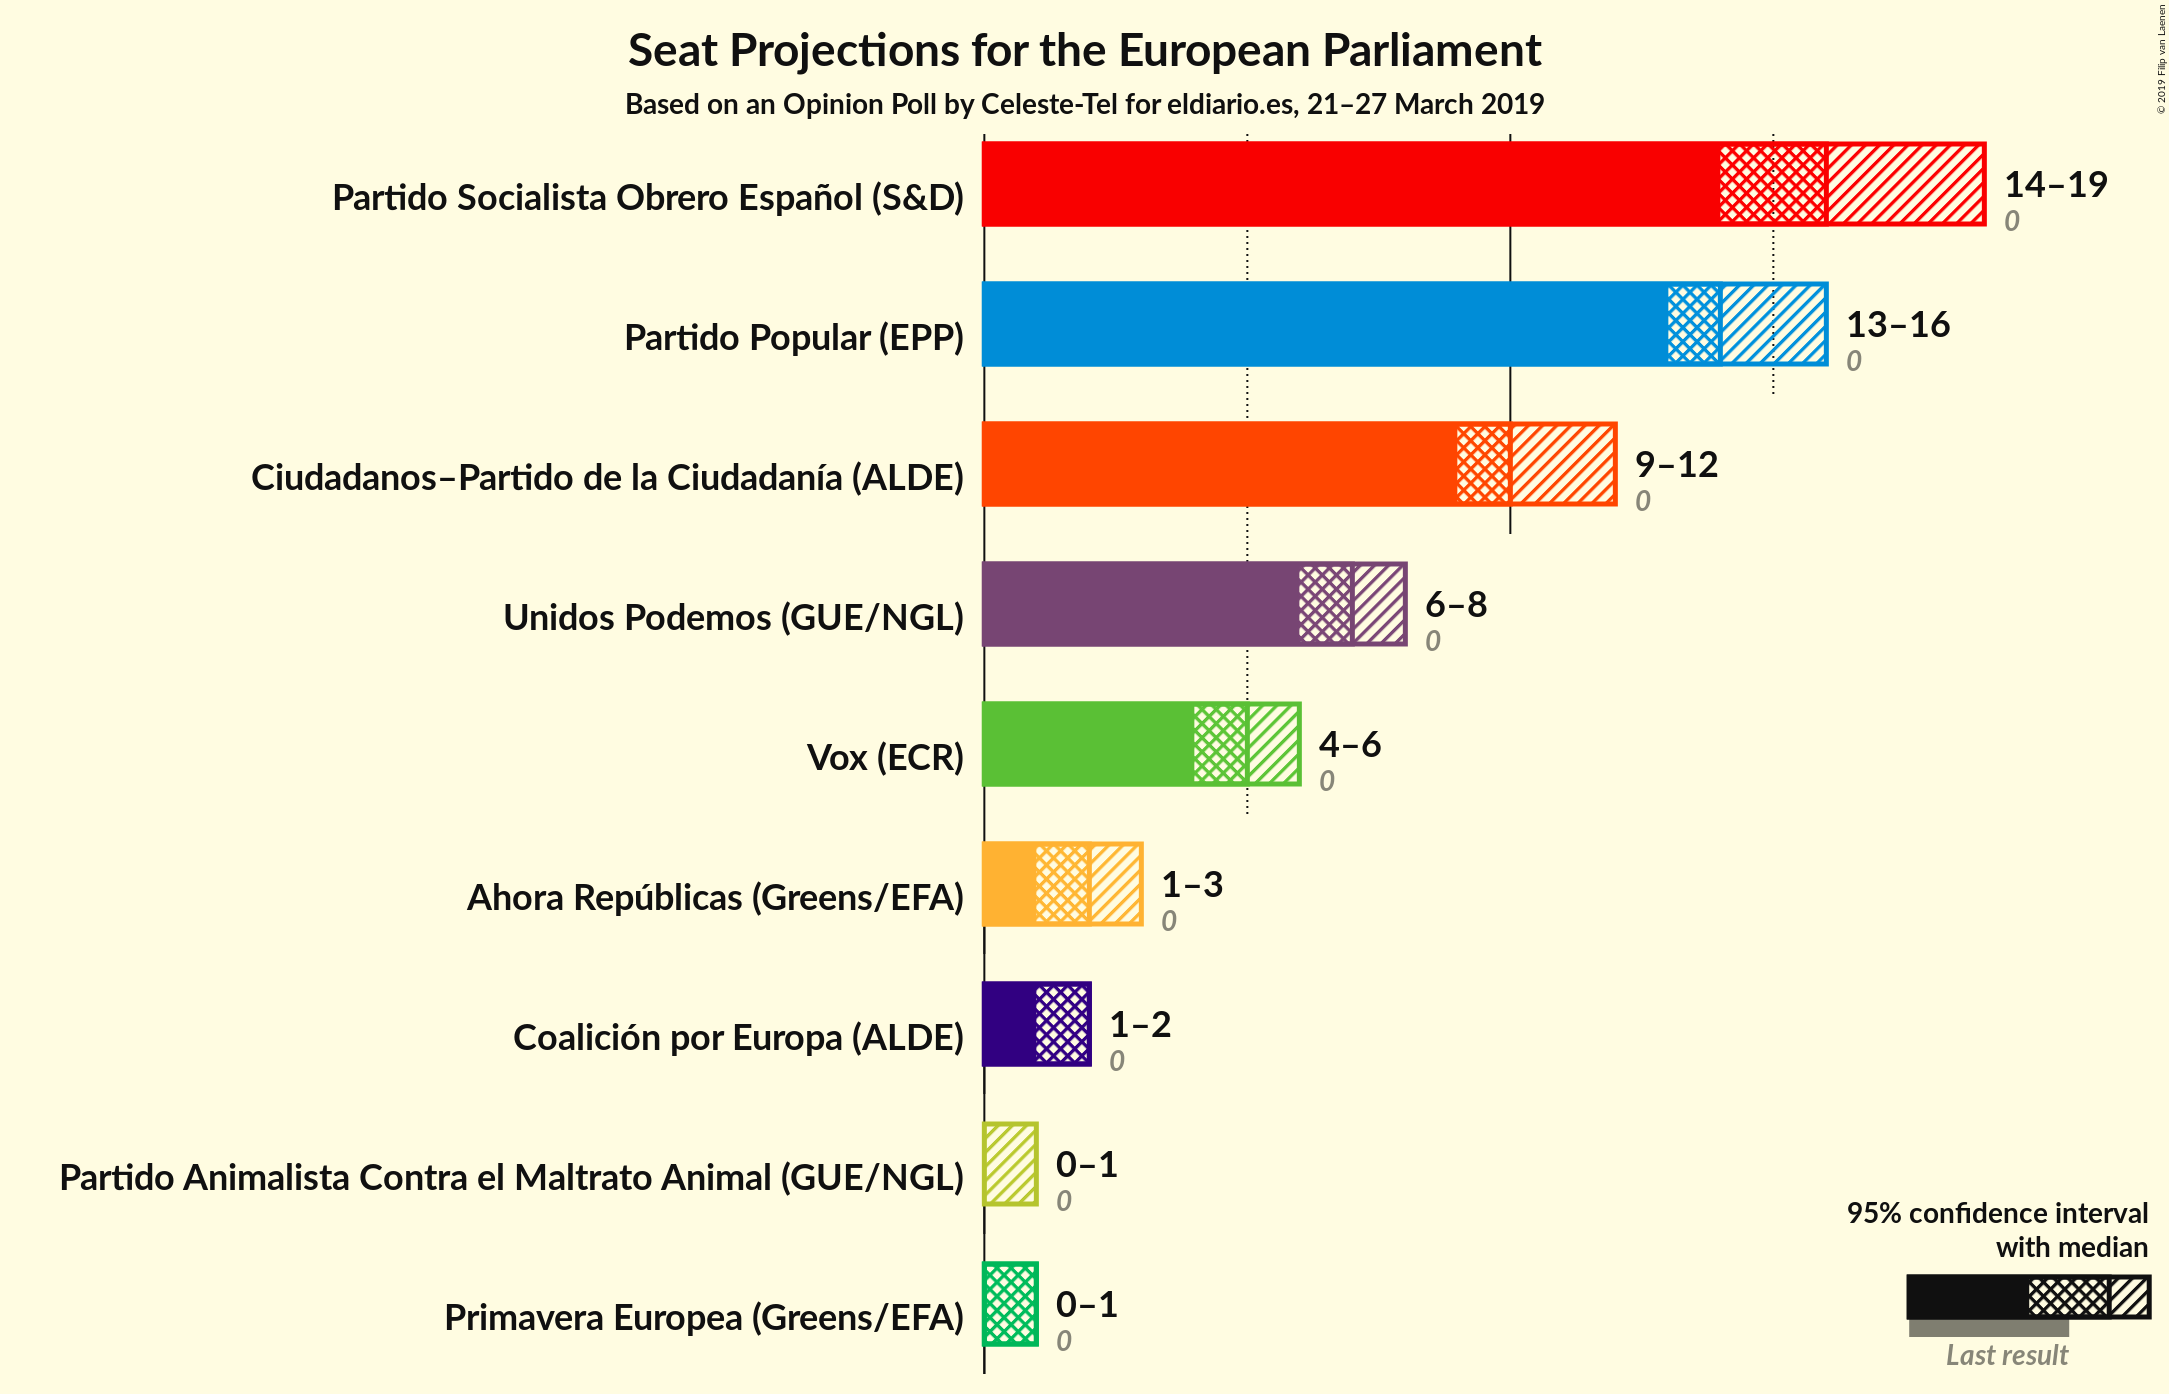 Seat Projections for the European Parliament
Based on an Opinion Poll by Celeste-Tel for eldiario.es, 21–27 March 2019
© 2019 Filip van Laenen
Partido Socialista Obrero Español (S&D)
14–19
0
Partido Popular (EPP)
13–16
0
Ciudadanos–Partido de la Ciudadanía (ALDE)
9–12
0
Unidos Podemos (GUE/NGL)
6–8
0
Vox (ECR)
4–6
0
Ahora Repúblicas (Greens/EFA)
1–3
0
Coalición por Europa (ALDE)
1–2
0
Partido Animalista Contra el Maltrato Animal (GUE/NGL)
0–1
0
Primavera Europea (Greens/EFA)
0–1
0
95% confidence interval
with median
Last result